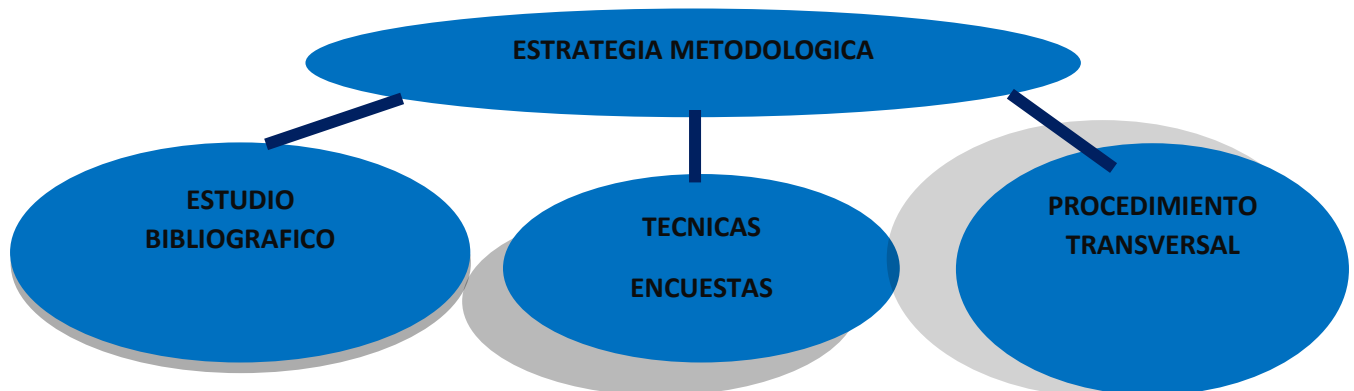 ESTRATEGIA METODOLOGICA
ESTUDIO
BIBLIOGRAFICO
TECNICAS
ENCUESTAS
PROCEDIMIENTO
TRANSVERSAL